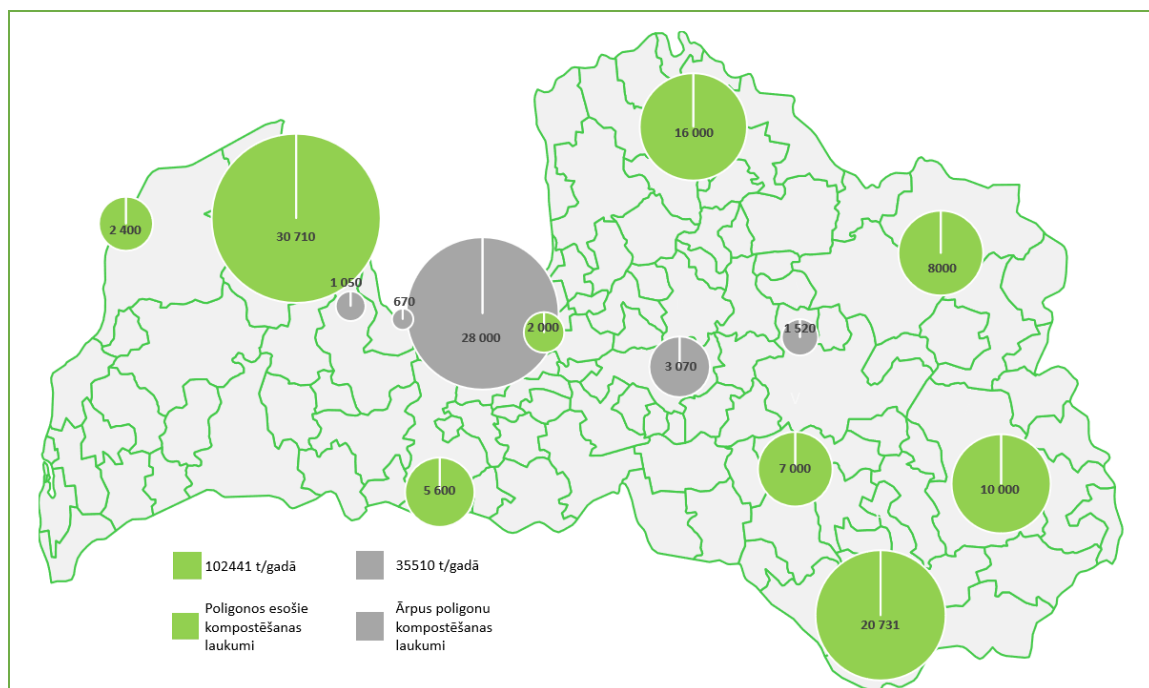 16 000
2 400
30 710
8000
1 050
670
28 000
2 000
1 520
3 070
7 000
5 600
10 000
20 731
102441 t/gadā
35510 t/gadā
Poligonos esošie
kompostēšanas
laukumi
Ārpus poligonu
kompostēšanas
laukumi